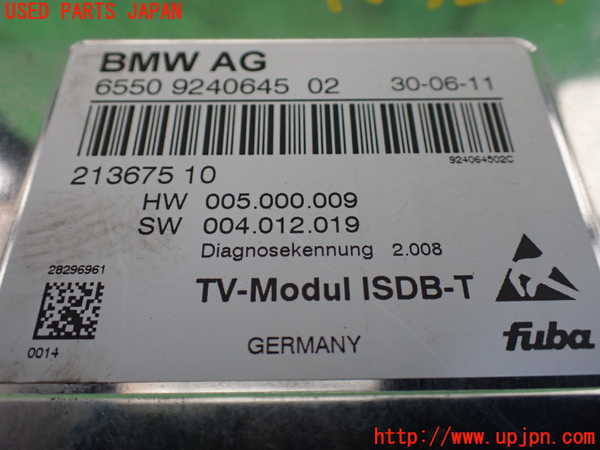 USED PARTS JAPAN
BMW AG
6550 9240645 02 30-06-11
924064502C
213675 10
HW 005.000.009
SW 004.012.019
Diagnosekennung 2.008
28296961
TV-Modul ISDB-T
0014
GERMANY
fuba
UPJ
http://www.upjpn.com